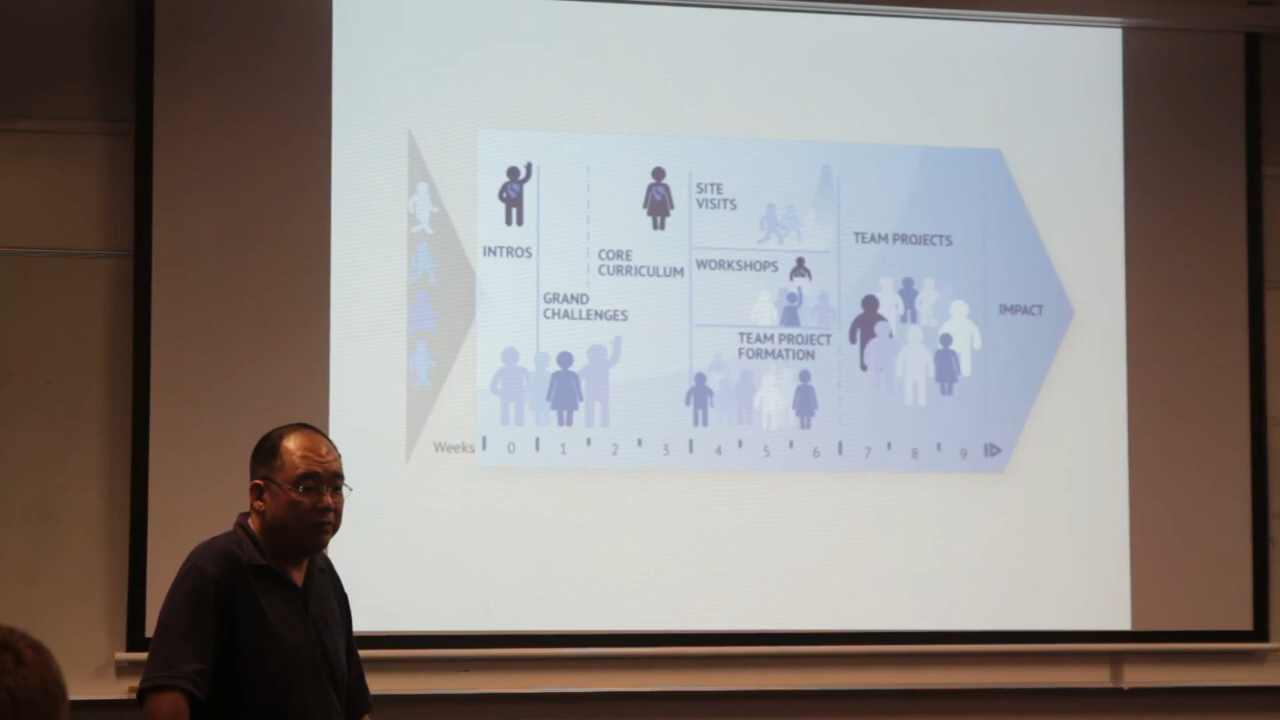 INTROS
GRAND
CHALLENGES
CORE
CURRICULUM
SITE
VISITS
WORKSHOPS
TEAM PROJECT
FORMATION
TEAM PROJECTS
IMPACT
Weeks 0 1 2 3 4 5 6 7 8 9